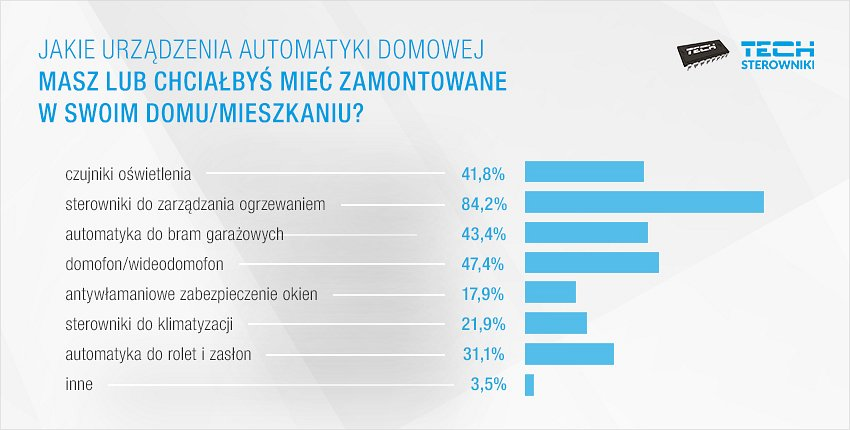 JAKIE URZĄDZENIA AUTOMATYKI DOMOWEJ
MASZ LUB CHCIAŁBYŚ MIEĆ ZAMONTOWANE
W SWOIM DOMU/MIESZKANIU?
TECH
TECH
STEROWNIKI
czujniki oświetlenia 41,8%
sterowniki do zarządzania ogrzewaniem 84,2%
automatyka do bram garażowych 43,4%
domofon/wideodomofon 47,4%
antywłamaniowe zabezpieczenie okien 17,9%
sterowniki do klimatyzacji 21,9%
automatyka do rolet i zasłon 31,1%
inne 3,5%